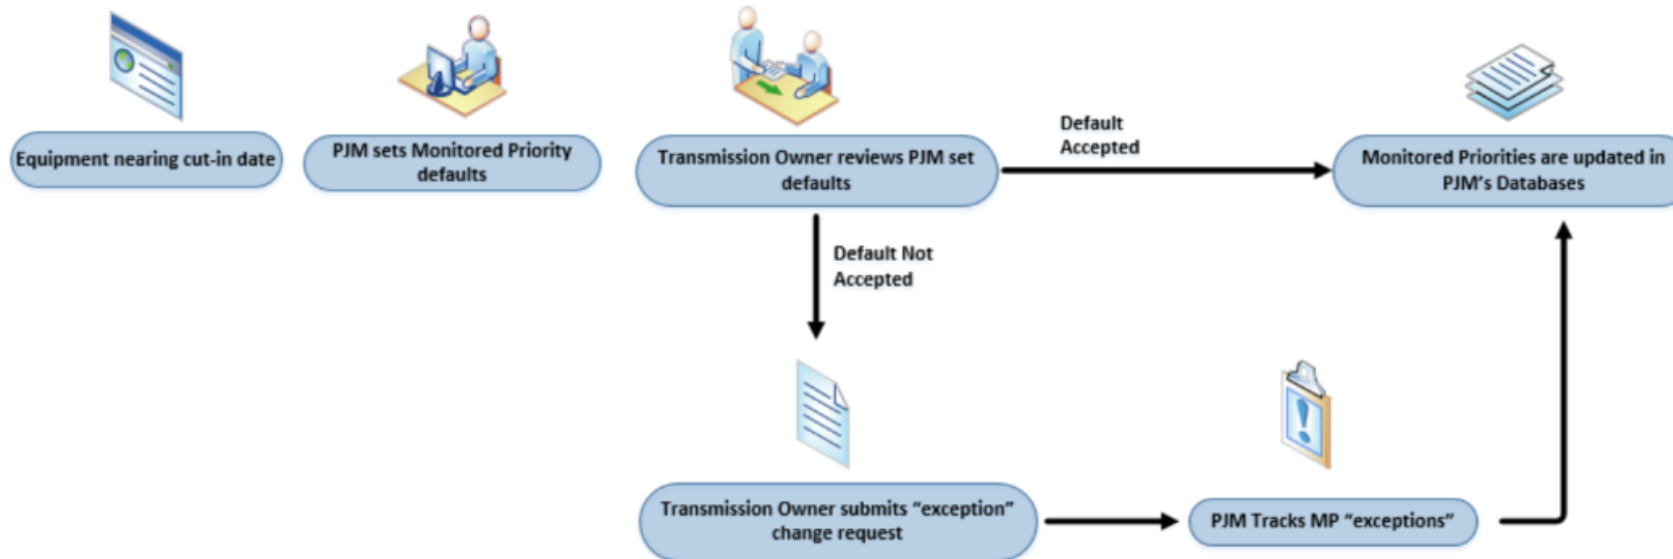 Equipment nearing cut-in date
PJM sets Monitored Priority
defaults
Transmission Owner reviews PJM set
defaults
Default
Accepted
Monitored Priorities are updated in
PJM's Databases
Default Not
Accepted
Transmission Owner submits “exception”
change request
PJM Tracks MP “exceptions”